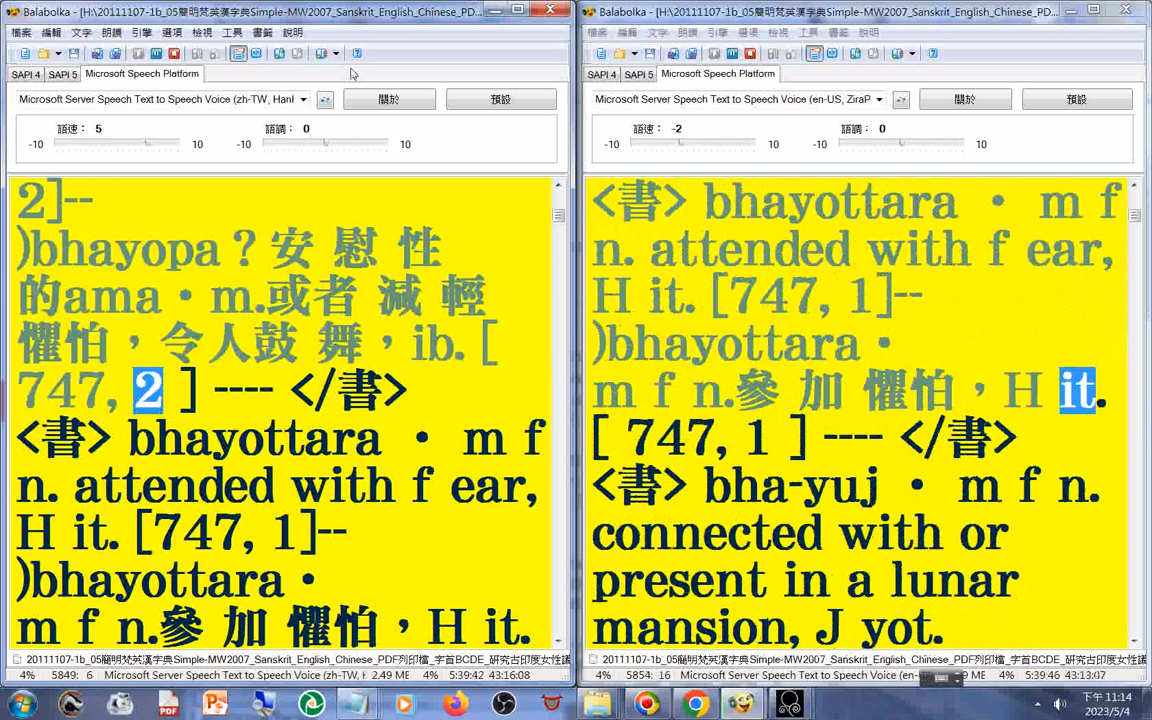 Balabolka - [H:\20111107-1b_05簡明梵英漢字典Simple-MW2007_Sanskrit_English_Chinese_PD...
檔案 編輯 文字 朗讀 引擎 選項 檢視 工具 書籤 說明
SAPI 4 SAPI 5 Microsoft Speech Platform
Microsoft Server Speech Text to Speech Voice (zh-TW, Hanl
關於 預設
語速： 5 語調： 0
-10 10 -10 10
2]--
)bhayopa？安 慰 性
的ama・m.或者 減 輕
懼怕，令人鼓 舞，ib. [
747, 2 ] ---- </書>
<書> bhayottara ・ m f
n. attended with f ear,
H it. [747, 1]--
)bhayottara・
m f n.參 加 懼怕，H it.
20111107-1b_05簡明梵英漢字典Simple-MW2007_Sanskrit_English_Chinese_PDF列印檔_字首BCDE_研究古印度女性議
4% 5849: 6 Microsoft Server Speech Text to Speech Voice (zh-TW, H 2.49 MB 4% 5:39:42 43:16:08
Balabolka - [H:\20111107-1b_05簡明梵英漢字典Simple-MW2007_Sanskrit_English_Chinese_PD...
檔案 編輯 文字 朗讀 引擎 選項 檢視 工具 書籤 說明
SAPI 4 SAPI 5 Microsoft Speech Platform
Microsoft Server Speech Text to Speech Voice (en-US, ZiraP
關於 預設
語速： -2 語調： 0
-10 10 -10 10
<書> bhayottara ・ m f
n. attended with f ear,
H it. [747, 1]--
)bhayottara・
m f n.參 加 懼怕，H it.
[ 747, 1 ] ---- </書>
<書> bha-yuj ・ m f n.
connected with or
present in a lunar
mansion, J yot.
20111107-1b_05簡明梵英漢字典Simple-MW2007_Sanskrit_English_Chinese_PDF列印檔_字首BCDE_研究古印度女性議
4% 5854: 16 Microsoft Server Speech Text to Speech Voice (en-US, Z ME 4% 5:39:46 43:13:07
PDF
下午 11:14
2023/5/4